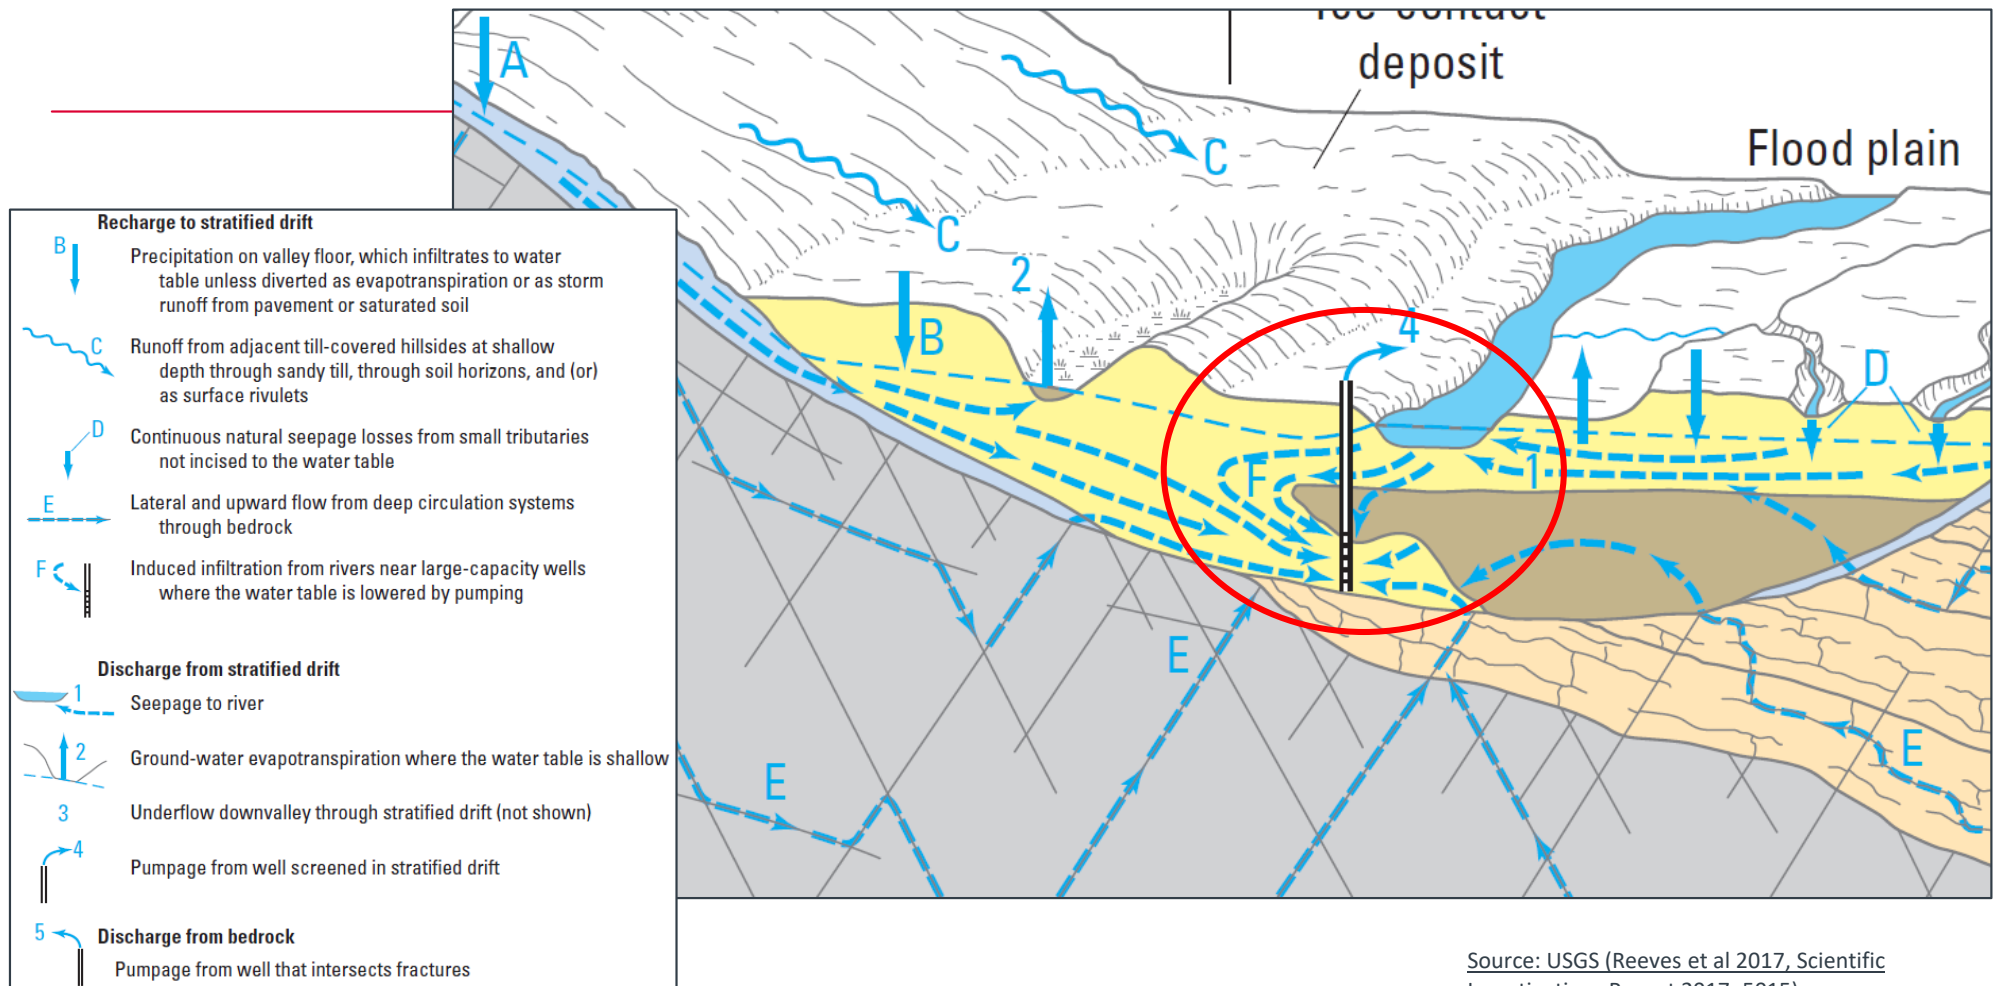 Ice-contact
deposit
Flood plain
A
C
C
2
B
4
D
F
1
E
E
E
Recharge to stratified drift
B
Precipitation on valley floor, which infiltrates to water
table unless diverted as evapotranspiration or as storm
runoff from pavement or saturated soil
C
Runoff from adjacent till-covered hillsides at shallow
depth through sandy till, through soil horizons, and (or)
as surface rivulets
D
Continuous natural seepage losses from small tributaries
not incised to the water table
E
Lateral and upward flow from deep circulation systems
through bedrock
F
Induced infiltration from rivers near large-capacity wells
where the water table is lowered by pumping
Discharge from stratified drift
1
Seepage to river
2
Ground-water evapotranspiration where the water table is shallow
3
Underflow downvalley through stratified drift (not shown)
4
Pumpage from well screened in stratified drift
5
Discharge from bedrock
Pumpage from well that intersects fractures
Source: USGS (Reeves et al 2017, Scientific